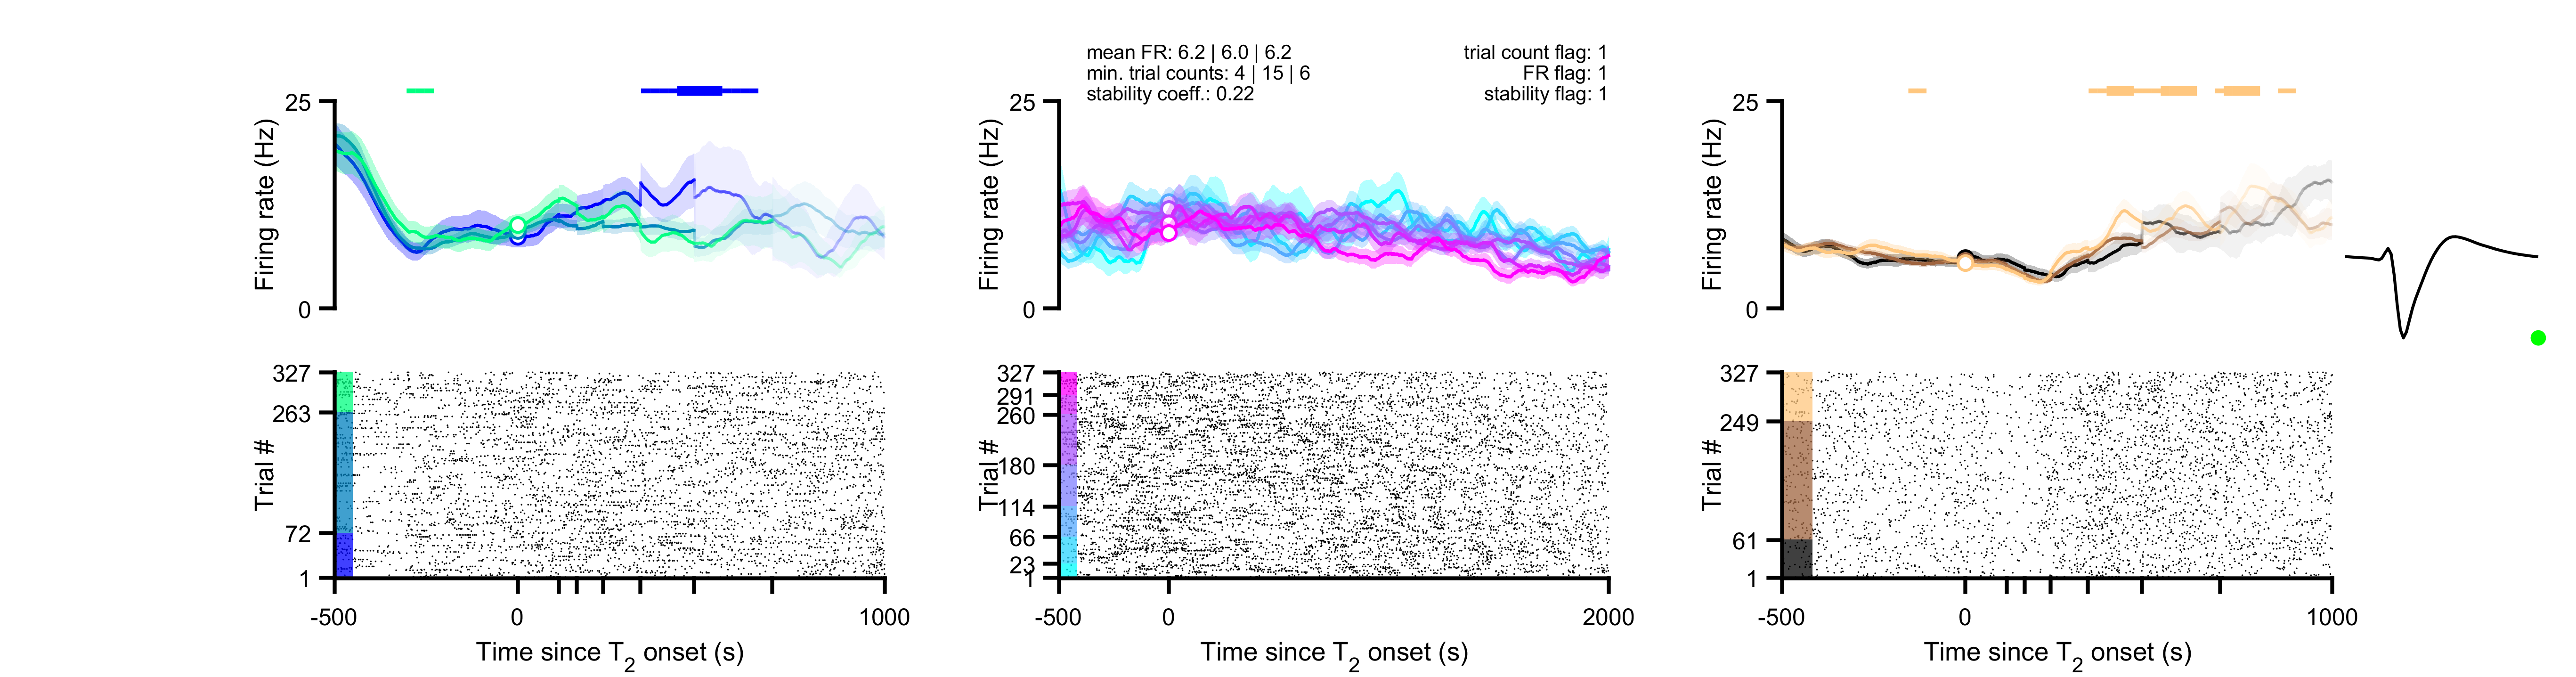 25
0
Firing rate (Hz)
327
263
72
1
Trial #
-500
0
1000
Time since T2 onset (s)
mean FR: 6.2 | 6.0 | 6.2
min. trial counts: 4 | 15 | 6
stability coeff.: 0.22
trial count flag: 1
FR flag: 1
stability flag: 1
25
0
Firing rate (Hz)
327
291
260
180
114
66
23
1
Trial #
-500
0
2000
Time since T2 onset (s)
25
0
Firing rate (Hz)
327
249
61
1
Trial #
-500
0
1000
Time since T2 onset (s)